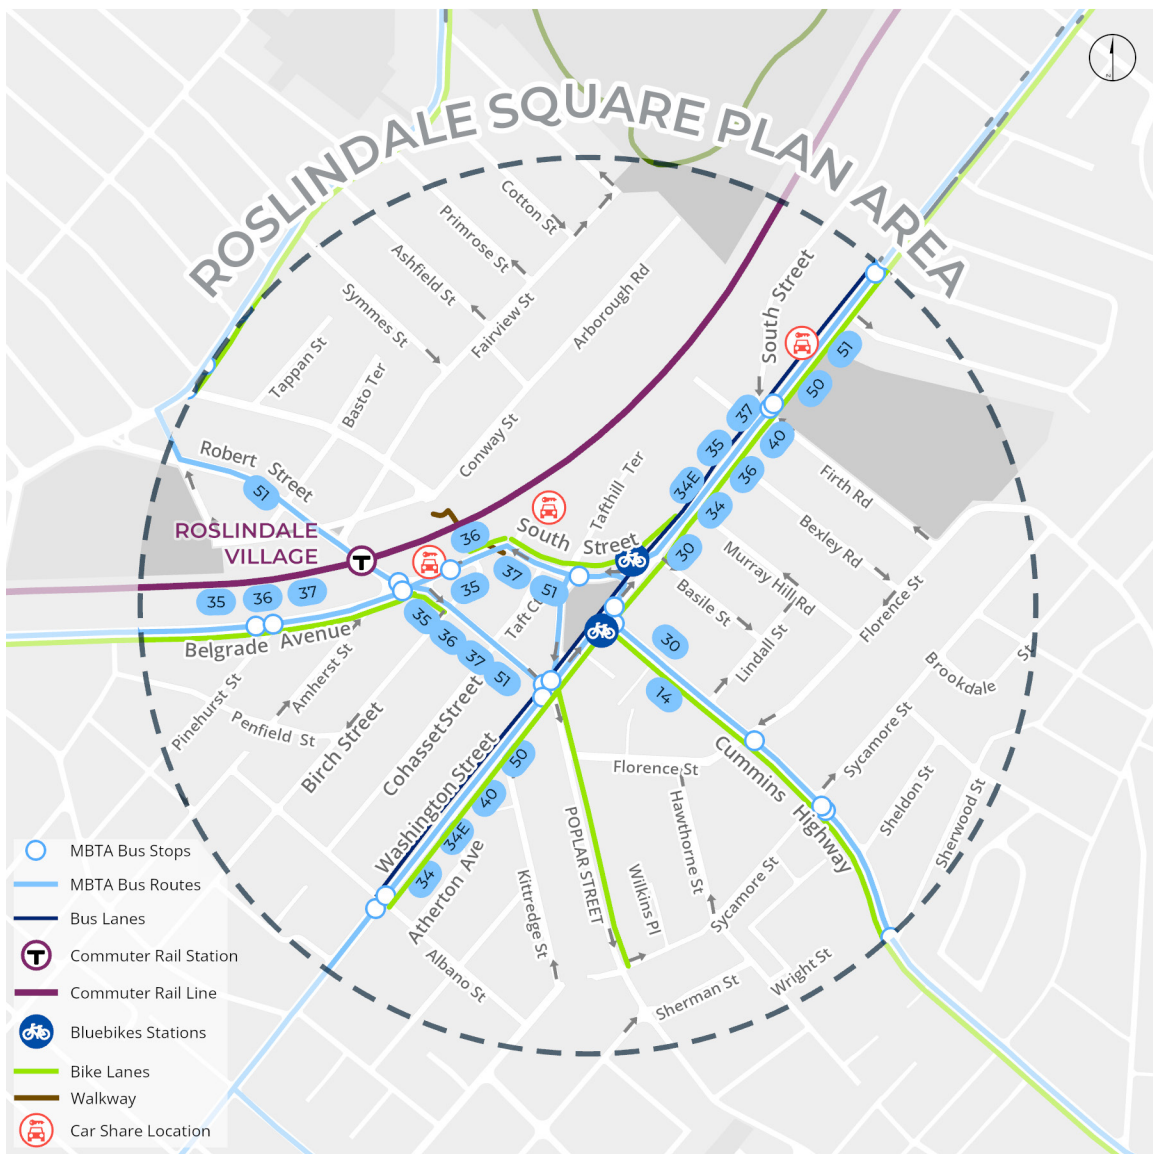 ROSLINDALE SQUARE PLAN AREA
Cotton St
Primrose St
Ashfield St
Symmes St
Fairview St
Arborough Rd
South Street
Tappan St
Basto Ter
Conway St
51
50
37
40
35
36
34E
34
30
Robert Street
51
ROSLINDALE
VILLAGE
T
36
South Street
Tafthill Ter
Firth Rd
Bexley Rd
Murray Hill Rd
Florence St
Basile St
Lindall St
35
36
37
35
37
51
Belgrade Avenue
35
36
37
51
30
14
Brookdale St
Pinehurst St
Penfield St
Amherst St
Birch Street
Cohasset Street
Washington Street
50
40
34E
34
Florence St
Cummins Highway
Sycamore St
Sheldon St
Sherwood St
POPLAR STREET
Hawthorne St
Wilkins Pl
Sycamore St
Kittredge St
Atherton Ave
Albano St
Sherman St
Wright St
MBTA Bus Stops
MBTA Bus Routes
Bus Lanes
T
Commuter Rail Station
Commuter Rail Line
Bluebikes Stations
Bike Lanes
Walkway
Car Share Location